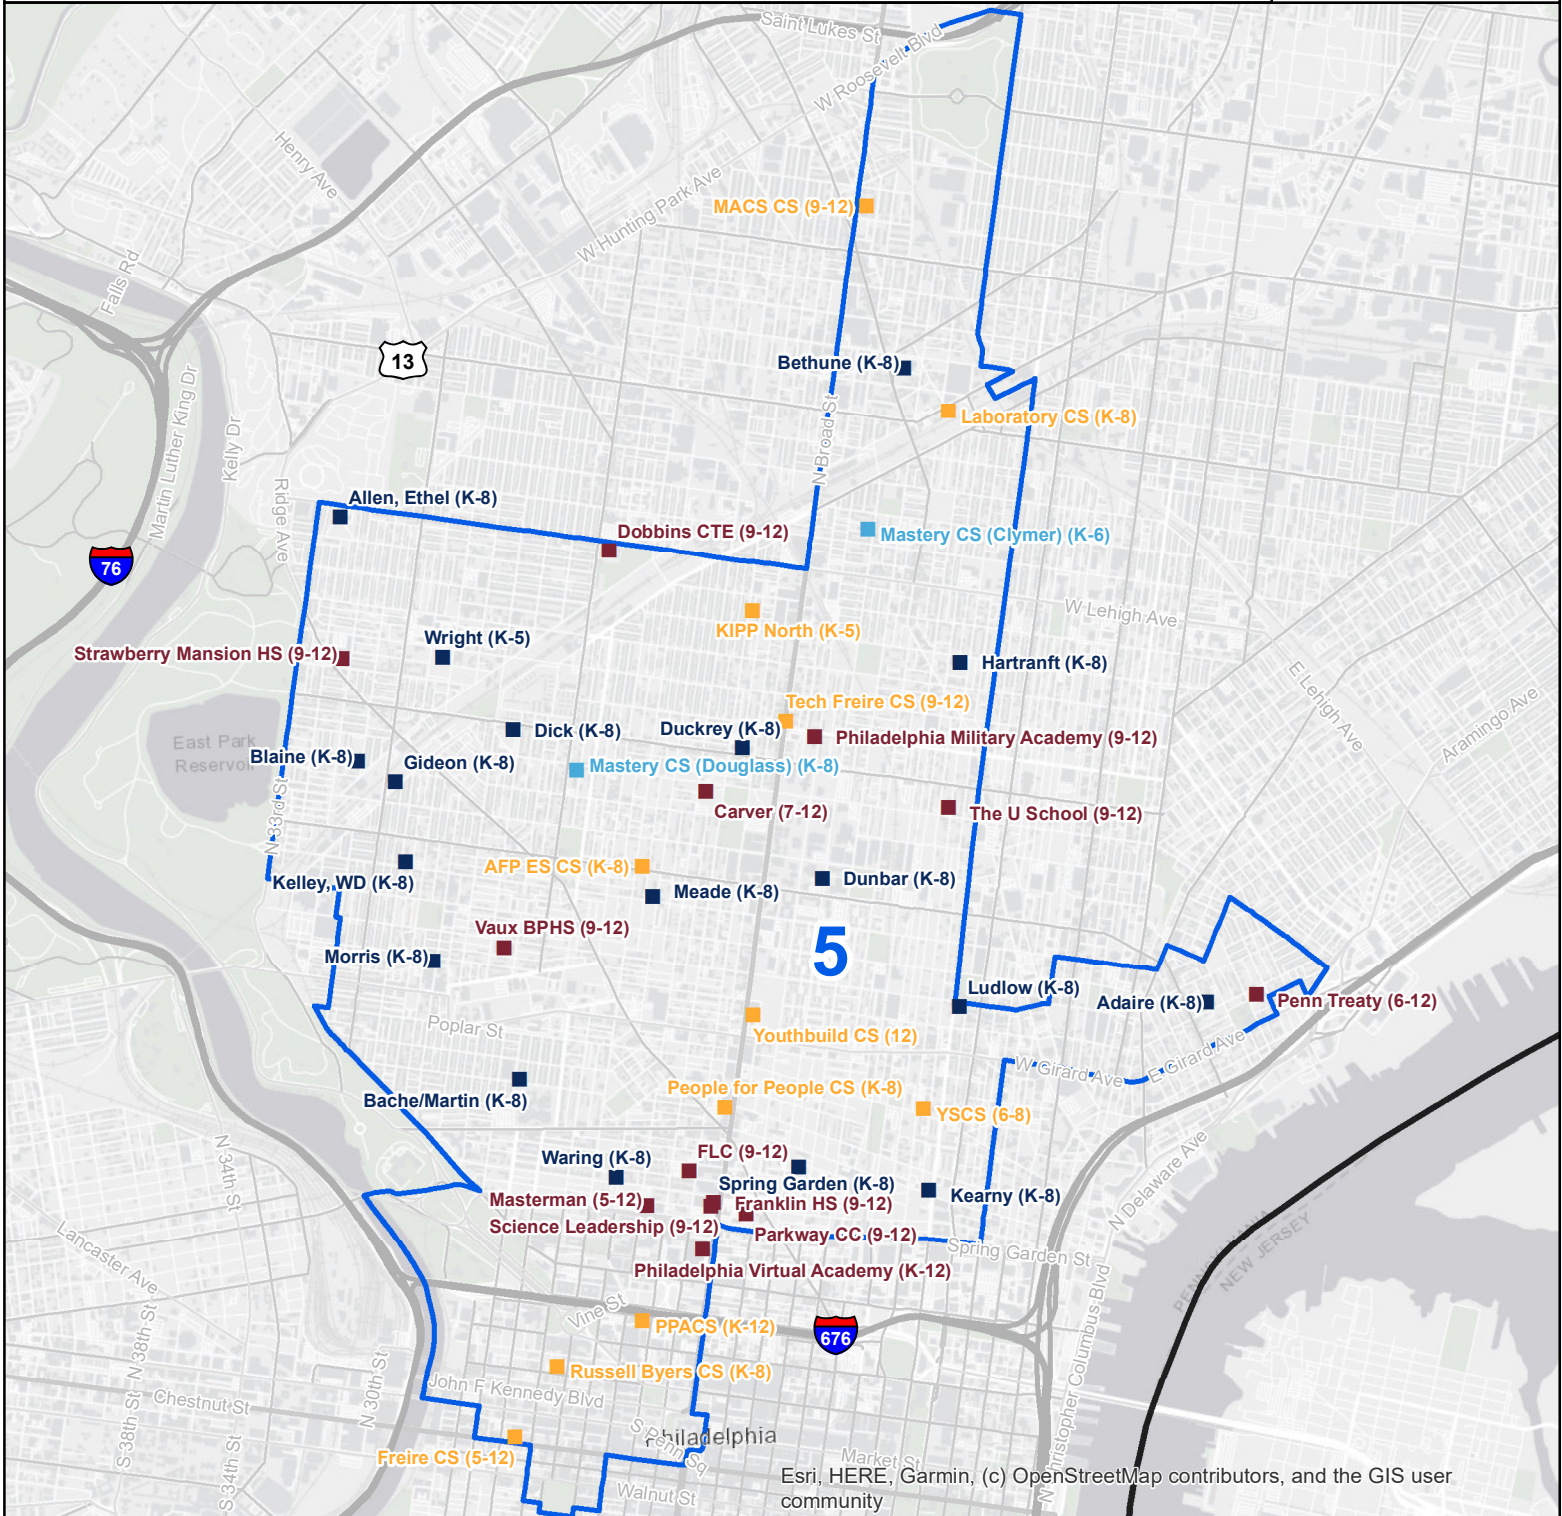 Saint Lukes St
W Roosevelt Blvd
Henry Ave
W Hunting Park Ave
MACS CS (9-12)
Falls Rd
13
Bethune (K-8)
Martin Luther King Dr
Kelly Dr
N Broad St
Laboratory CS (K-8)
Ridge Ave
Allen, Ethel (K-8)
Dobbins CTE (9-12)
Mastery CS (Clymer) (K-6)
76
W Lehigh Ave
KIPP North (K-5)
Wright (K-5)
Strawberry Mansion HS (9-12)
Hartranft (K-8)
E Lehigh Ave
Aramingo Ave
Tech Freire CS (9-12)
Dick (K-8)
Duckrey (K-8)
Philadelphia Military Academy (9-12)
East Park
Reservoir
Blaine (K-8)
Gideon (K-8)
Mastery CS (Douglass) (K-8)
N 33rd St
Carver (7-12)
The U School (9-12)
AFP ES CS (K-8)
Kelley, WD (K-8)
Meade (K-8)
Dunbar (K-8)
Vaux BPHS (9-12)
Morris (K-8)
5
Ludlow (K-8)
Adaire (K-8)
Penn Treaty (6-12)
Poplar St
Youthbuild CS (12)
W Girard Ave
E Girard Ave
Bache/Martin (K-8)
People for People CS (K-8)
YSCS (6-8)
N 34th St
FLC (9-12)
Waring (K-8)
Spring Garden (K-8)
N Delaware Ave
Masterman (5-12)
Franklin HS (9-12)
Kearny (K-8)
Science Leadership (9-12)
Parkway CC (9-12)
Spring Garden St
Lancaster Ave
Philadelphia Virtual Academy (K-12)
PENNSYLVANIA
NEW JERSEY
Vine St
PPACS (K-12)
676
N 38th St
N 30th St
Russell Byers CS (K-8)
John F Kennedy Blvd
Chestnut St
N Christopher Columbus Blvd
S Penn Sq
Philadelphia
S 38th St
S 34th St
Freire CS (5-12)
Market St
Walnut St
Esri, HERE, Garmin, (c) OpenStreetMap contributors, and the GIS user
community